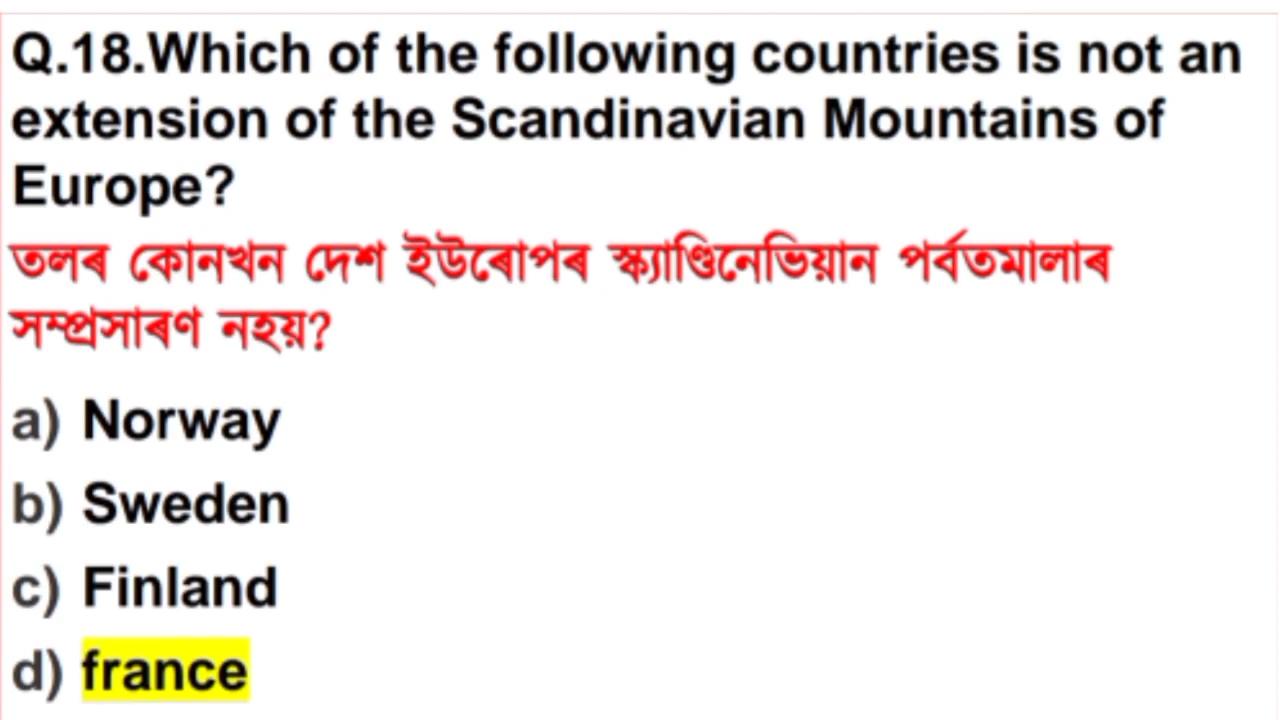 Q.18.Which of the following countries is not an
extension of the Scandinavian Mountains of
Europe?
তলৰ কোনখন দেশ ইউৰোপৰ স্ক্যাণ্ডিনেভিয়ান পৰ্বতমালাৰ
সম্প্ৰসাৰণ নহয়?
a) Norway
b) Sweden
c) Finland
d) france